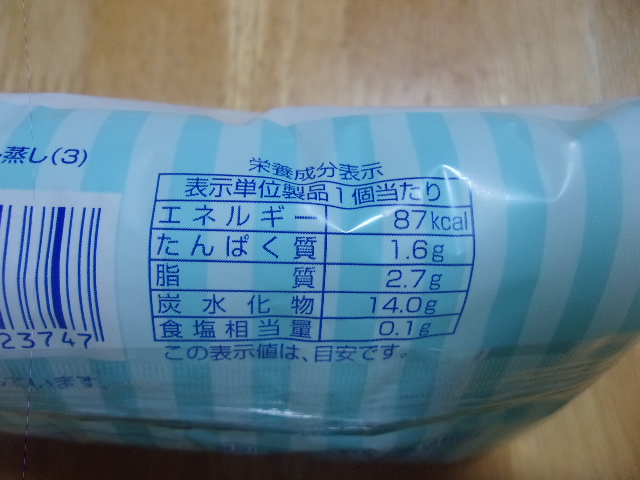 蒸し(3)
栄養成分表示
表示単位製品1個当たり
エネルギー 87kcal
たんぱく質 1.6g
脂質 2.7g
炭水化物 14.0g
食塩相当量 0.1g
この表示値は、目安です。
23747
います。